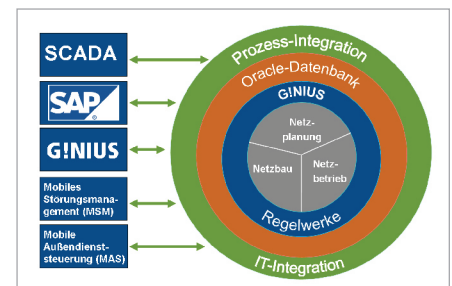 SCADA
SAP
G!NIUS
Mobiles
Storungsmana-
gement (MSM)
Mobile
Außendienst-
steuerung (MAS)
Prozess-Integration
Oracle-Datenbank
G!NIUS
Netz-
planung
Netzbau
Netz-
betrieb
Regelwerke
IT-Integration